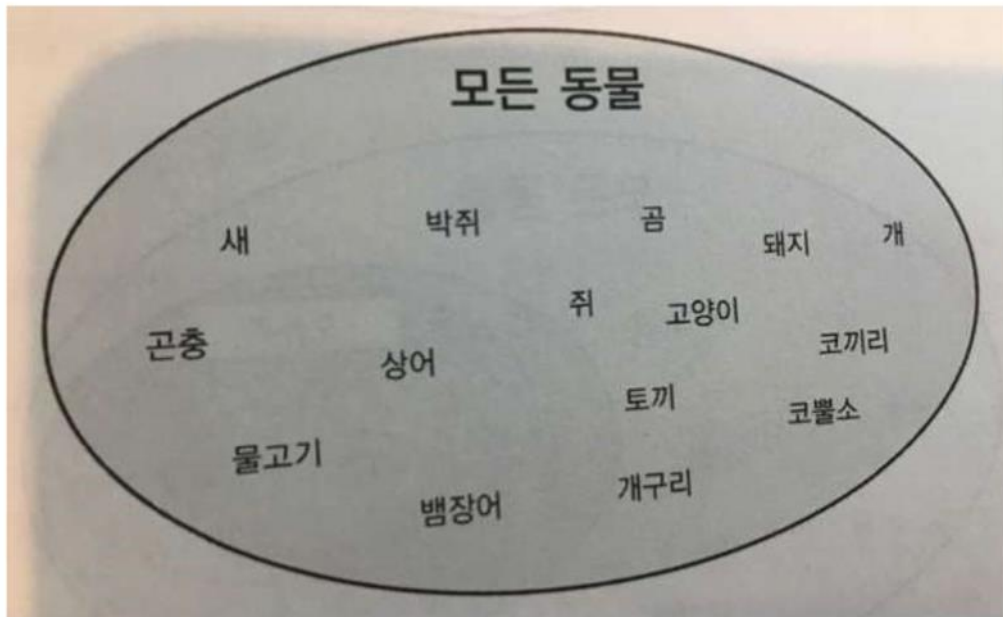 모든 동물
새 박쥐 곰 돼지 개
쥐 고양이
곤충 상어 코끼리
토끼 코뿔소
물고기 개구리
뱀장어